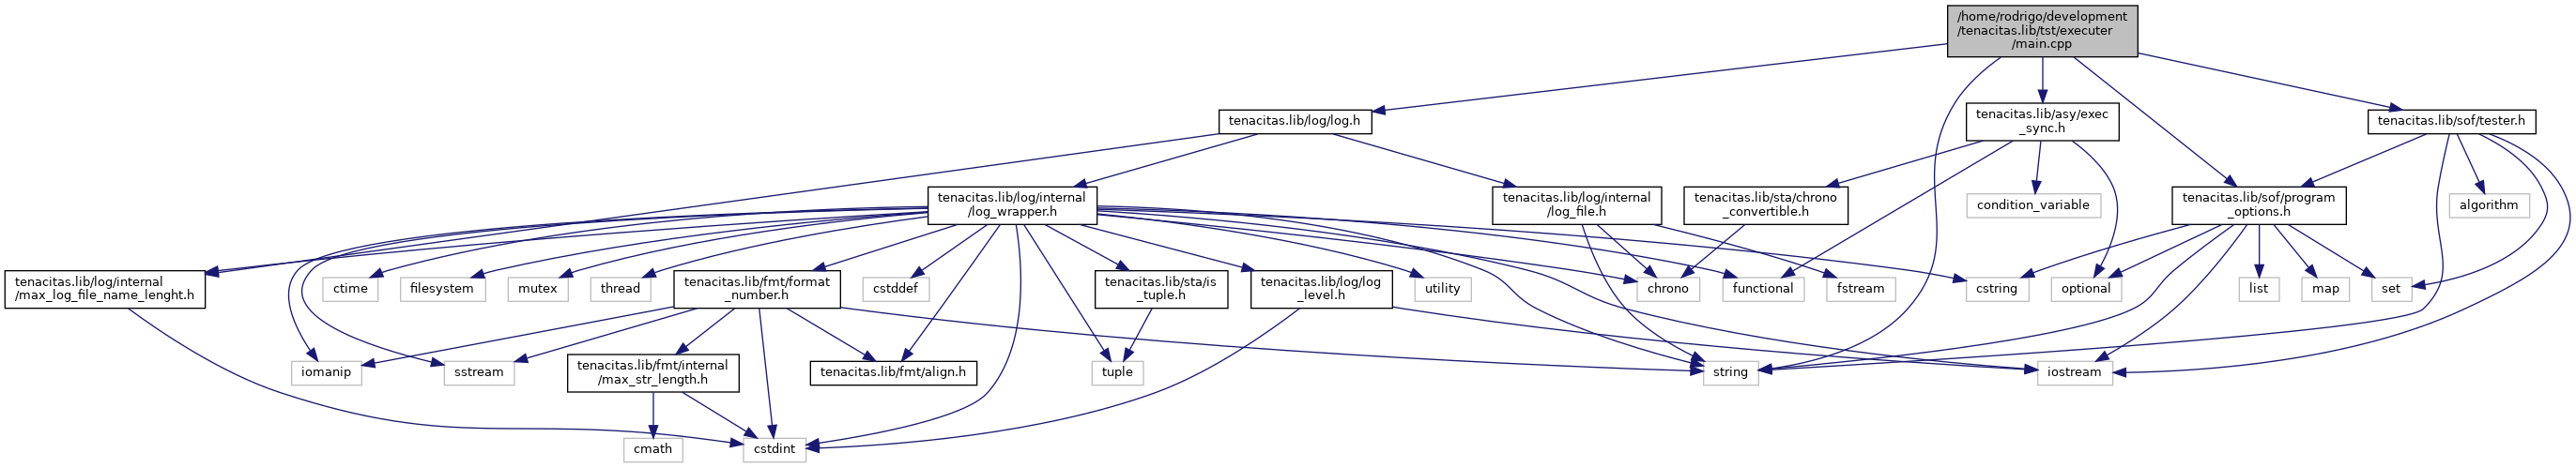 /home/rodrigo/development
/tenacitas.lib/tst/executer
/main.cpp
tenacitas.lib/log/log.h
tenacitas.lib/asy/exec
_sync.h
tenacitas.lib/sof/tester.h
tenacitas.lib/log/internal
/log_wrapper.h
tenacitas.lib/log/internal
/log_file.h
tenacitas.lib/sta/chrono
_convertible.h
condition_variable
tenacitas.lib/sof/program
_options.h
algorithm
tenacitas.lib/log/internal
/max_log_file_name_lenght.h
ctime
filesystem
mutex
thread
tenacitas.lib/fmt/format
_number.h
cstddef
tenacitas.lib/sta/is
_tuple.h
tenacitas.lib/log/log
_level.h
utility
chrono
functional
fstream
cstring
optional
list
map
set
iomanip
sstream
tenacitas.lib/fmt/internal
/max_str_length.h
tenacitas.lib/fmt/align.h
tuple
string
iostream
cmath
cstdint